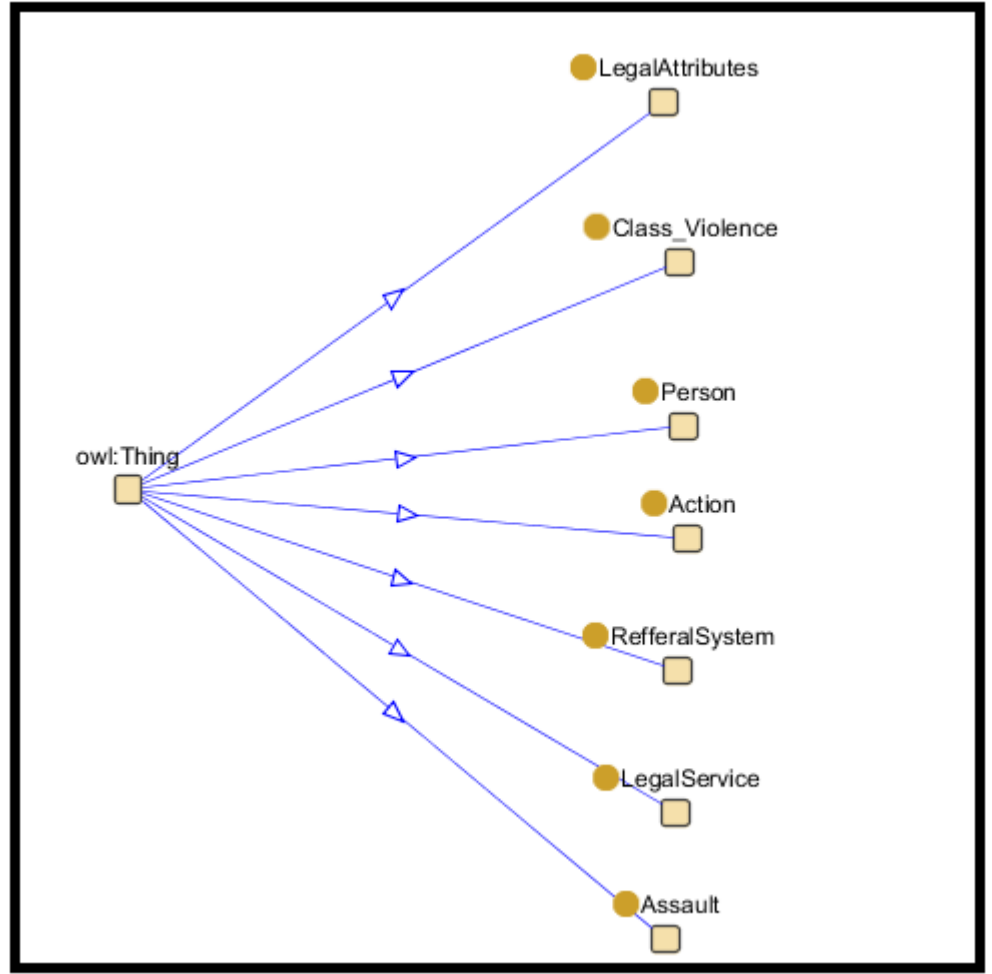 LegalAttributes
Class_Violence
Person
owl:Thing
Action
RefferalSystem
LegalService
Assault